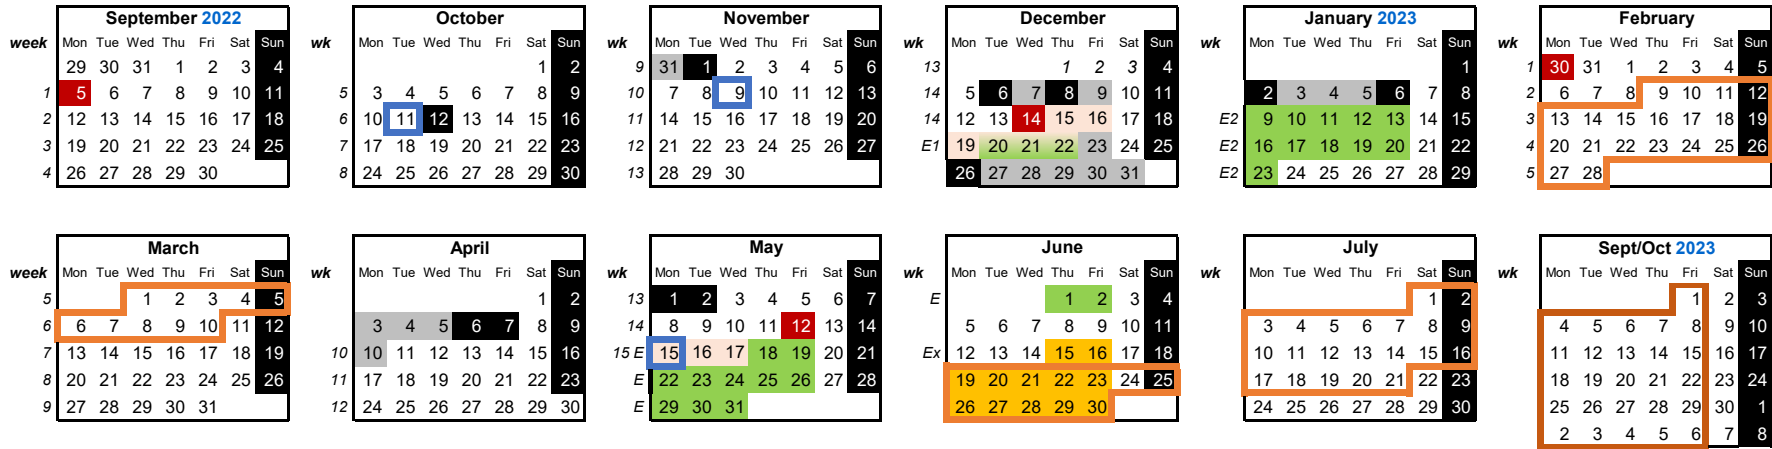 September 2022 October November December January 2023 February
week Mon Tue Wed Thu Fri Sat Sun wk Mon Tue Wed Thu Fri Sat Sun wk Mon Tue Wed Thu Fri Sat Sun wk Mon Tue Wed Thu Fri Sat Sun wk Mon Tue Wed Thu Fri Sat Sun wk Mon Tue Wed Thu Fri Sat Sun
29 30 31 1 2 3 4 1 2 9 31 1 2 3 4 5 6 13 1 2 3 4 1 1 30 31 1 2 3 4 5
1 5 6 7 8 9 10 11 5 3 4 5 6 7 8 9 10 7 8 9 10 11 12 13 14 5 6 7 8 9 10 11 2 3 4 5 6 7 8 2 6 7 8 9 10 11 12
2 12 13 14 15 16 17 18 6 10 11 12 13 14 15 16 11 14 15 16 17 18 19 20 14 12 13 14 15 16 17 18 E2 9 10 11 12 13 14 15 3 13 14 15 16 17 18 19
3 19 20 21 22 23 24 25 7 17 18 19 20 21 22 23 12 21 22 23 24 25 26 27 E1 19 20 21 22 23 24 25 E2 16 17 18 19 20 21 22 4 20 21 22 23 24 25 26
4 26 27 28 29 30 8 24 25 26 27 28 29 30 13 28 29 30 26 27 28 29 30 31 E2 23 24 25 26 27 28 29 5 27 28
March April May June July Sept/Oct 2023
week Mon Tue Wed Thu Fri Sat Sun wk Mon Tue Wed Thu Fri Sat Sun wk Mon Tue Wed Thu Fri Sat Sun wk Mon Tue Wed Thu Fri Sat Sun wk Mon Tue Wed Thu Fri Sat Sun wk Mon Tue Wed Thu Fri Sat Sun
5 1 2 3 4 5 1 2 13 1 2 3 4 5 6 7 E 1 2 3 4 1 2 1 2 3
6 6 7 8 9 10 11 12 3 4 5 6 7 8 9 14 8 9 10 11 12 13 14 5 6 7 8 9 10 11 3 4 5 6 7 8 9 4 5 6 7 8 9 10
7 13 14 15 16 17 18 19 10 10 11 12 13 14 15 16 15 E 15 16 17 18 19 20 21 Ex 12 13 14 15 16 17 18 10 11 12 13 14 15 16 11 12 13 14 15 16 17
8 20 21 22 23 24 25 26 11 17 18 19 20 21 22 23 E 22 23 24 25 26 27 28 19 20 21 22 23 24 25 17 18 19 20 21 22 23 18 19 20 21 22 23 24
9 27 28 29 30 31 12 24 25 26 27 28 29 30 E 29 30 31 26 27 28 29 30 24 25 26 27 28 29 30 25 26 27 28 29 30 1
2 3 4 5 6 7 8